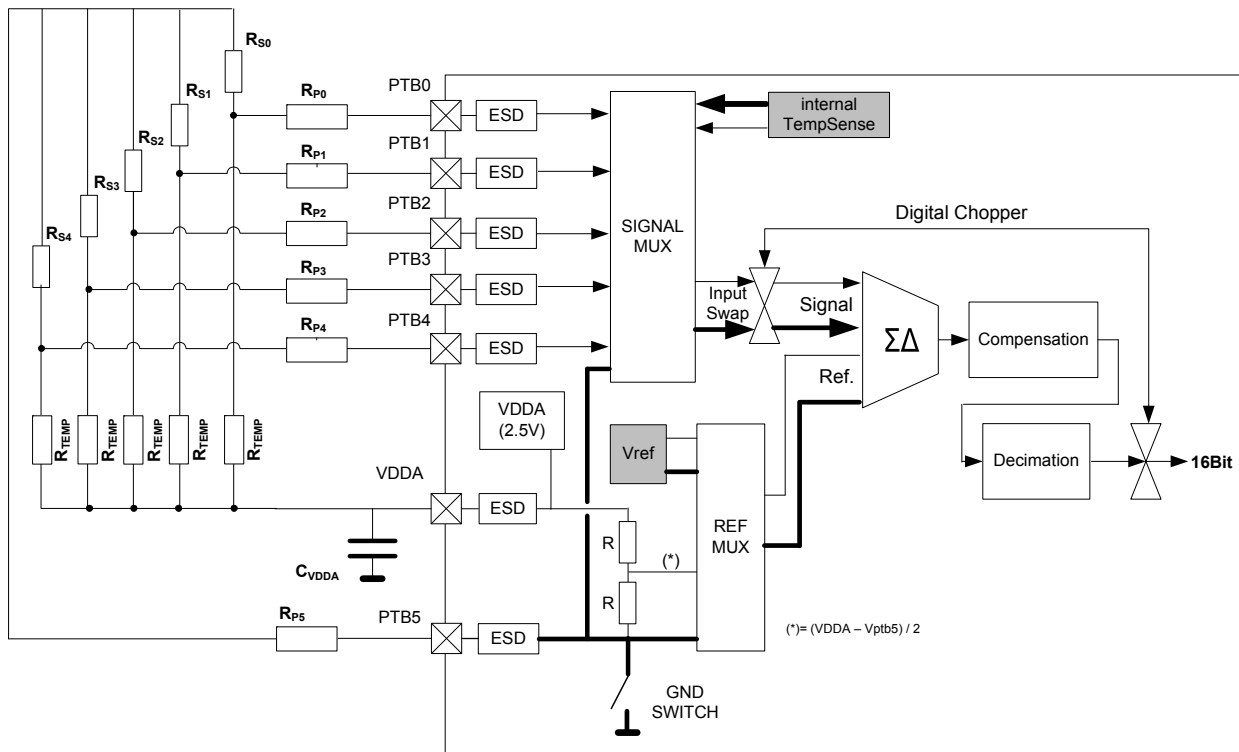 RS0
RS1
RS2
RS3
RS4
RP0
RP1
RP2
RP3
RP4
PTB0
PTB1
PTB2
PTB3
PTB4
ESD
ESD
ESD
ESD
ESD
SIGNAL
MUX
internal
TempSense
Digital Chopper
Input
Swap
Signal
Ref.
ΣΔ
Compensation
Decimation
16Bit
RTEMP
RTEMP
RTEMP
RTEMP
RTEMP
VDDA
(2.5V)
VDDA
ESD
Vref
REF
MUX
R
(*)
R
CVDDA
RP5
PTB5
ESD
(*)= (VDDA – Vptb5) / 2
GND
SWITCH